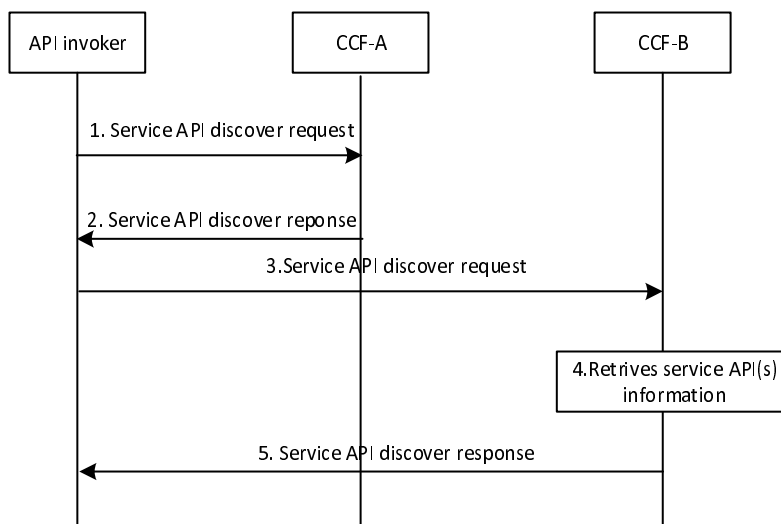 API invoker
CCF-A
CCF-B
1. Service API discover request
2. Service API discover reponse
3.Service API discover request
4.Retrives service API(s)
information
5. Service API discover response